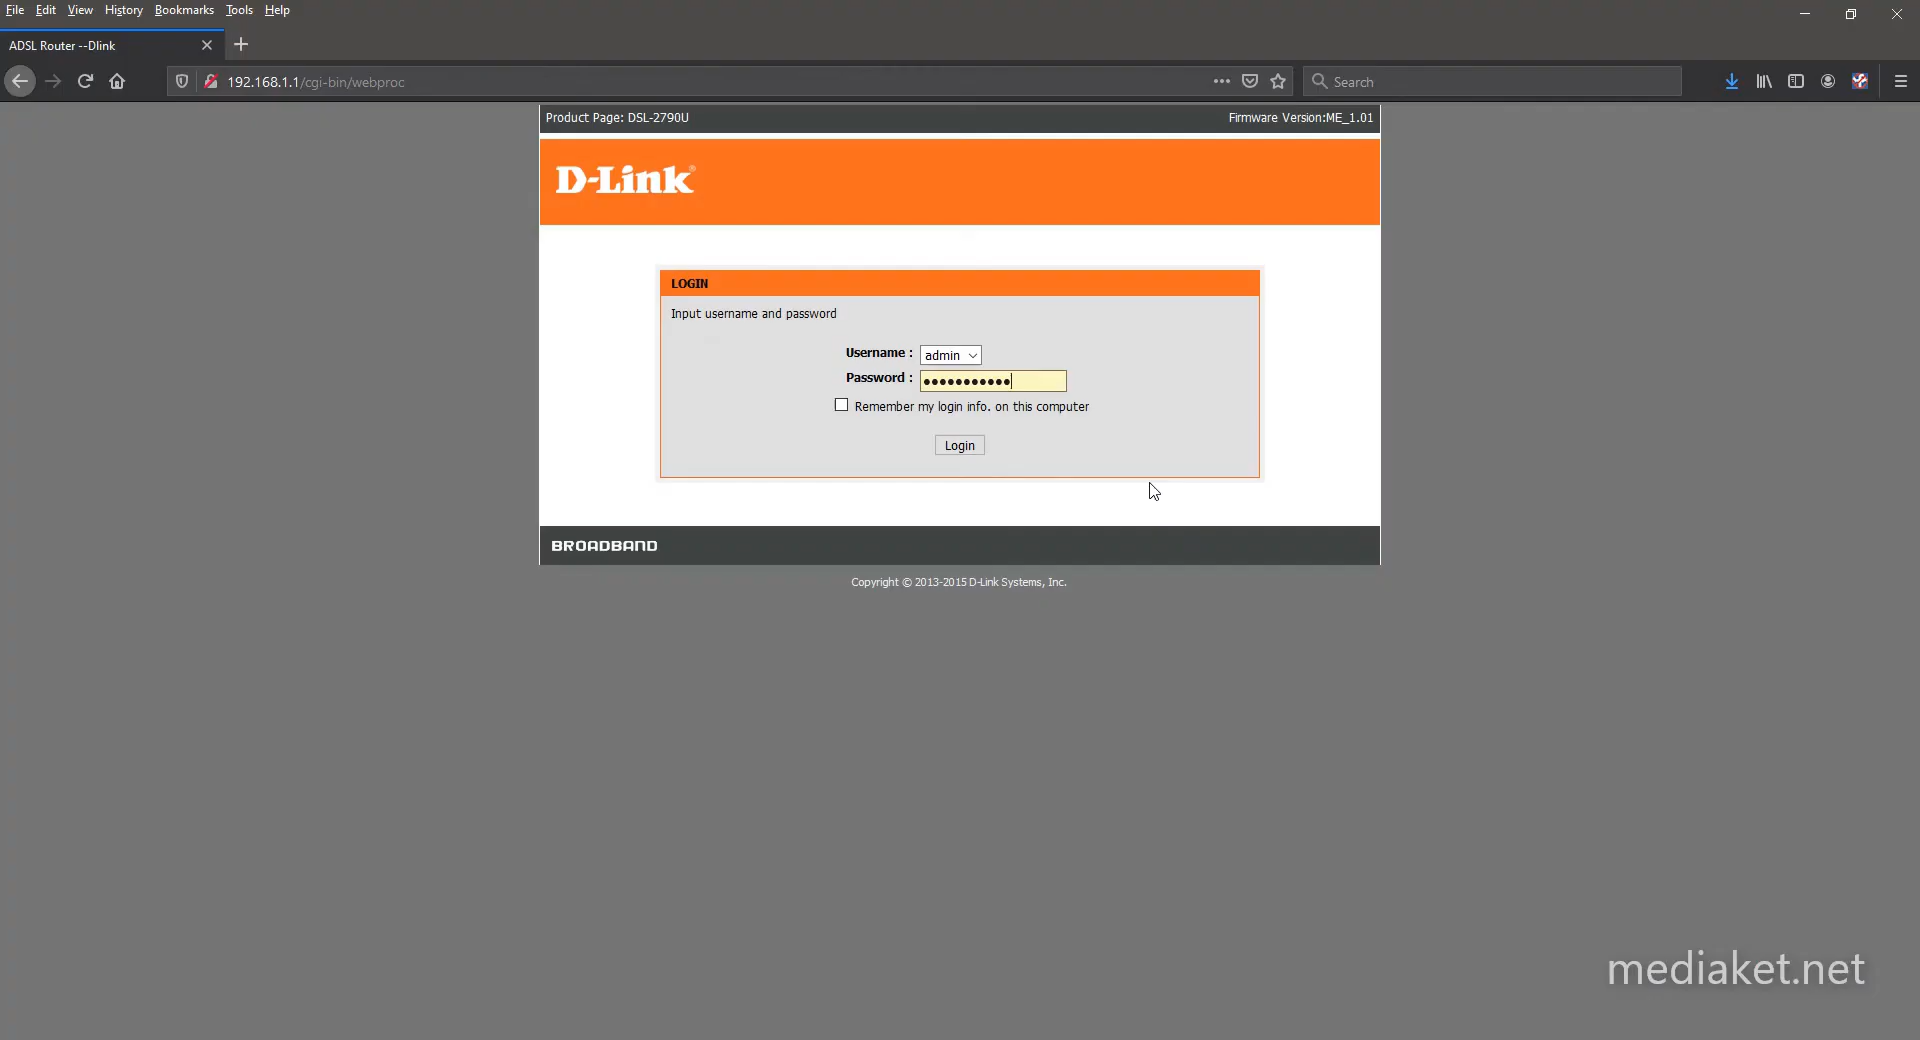 File Edit View History Bookmarks Tools Help
ADSL Router --Dlink
192.168.1.1/cgi-bin/webproc
Search
Product Page: DSL-2790U
Firmware Version:ME_1.01
D-Link®
LOGIN
Input username and password
Username : admin
Password : •••••••••••
Remember my login info. on this computer
Login
BROADBAND
Copyright © 2013-2015 D-Link Systems, Inc.
mediaket.net